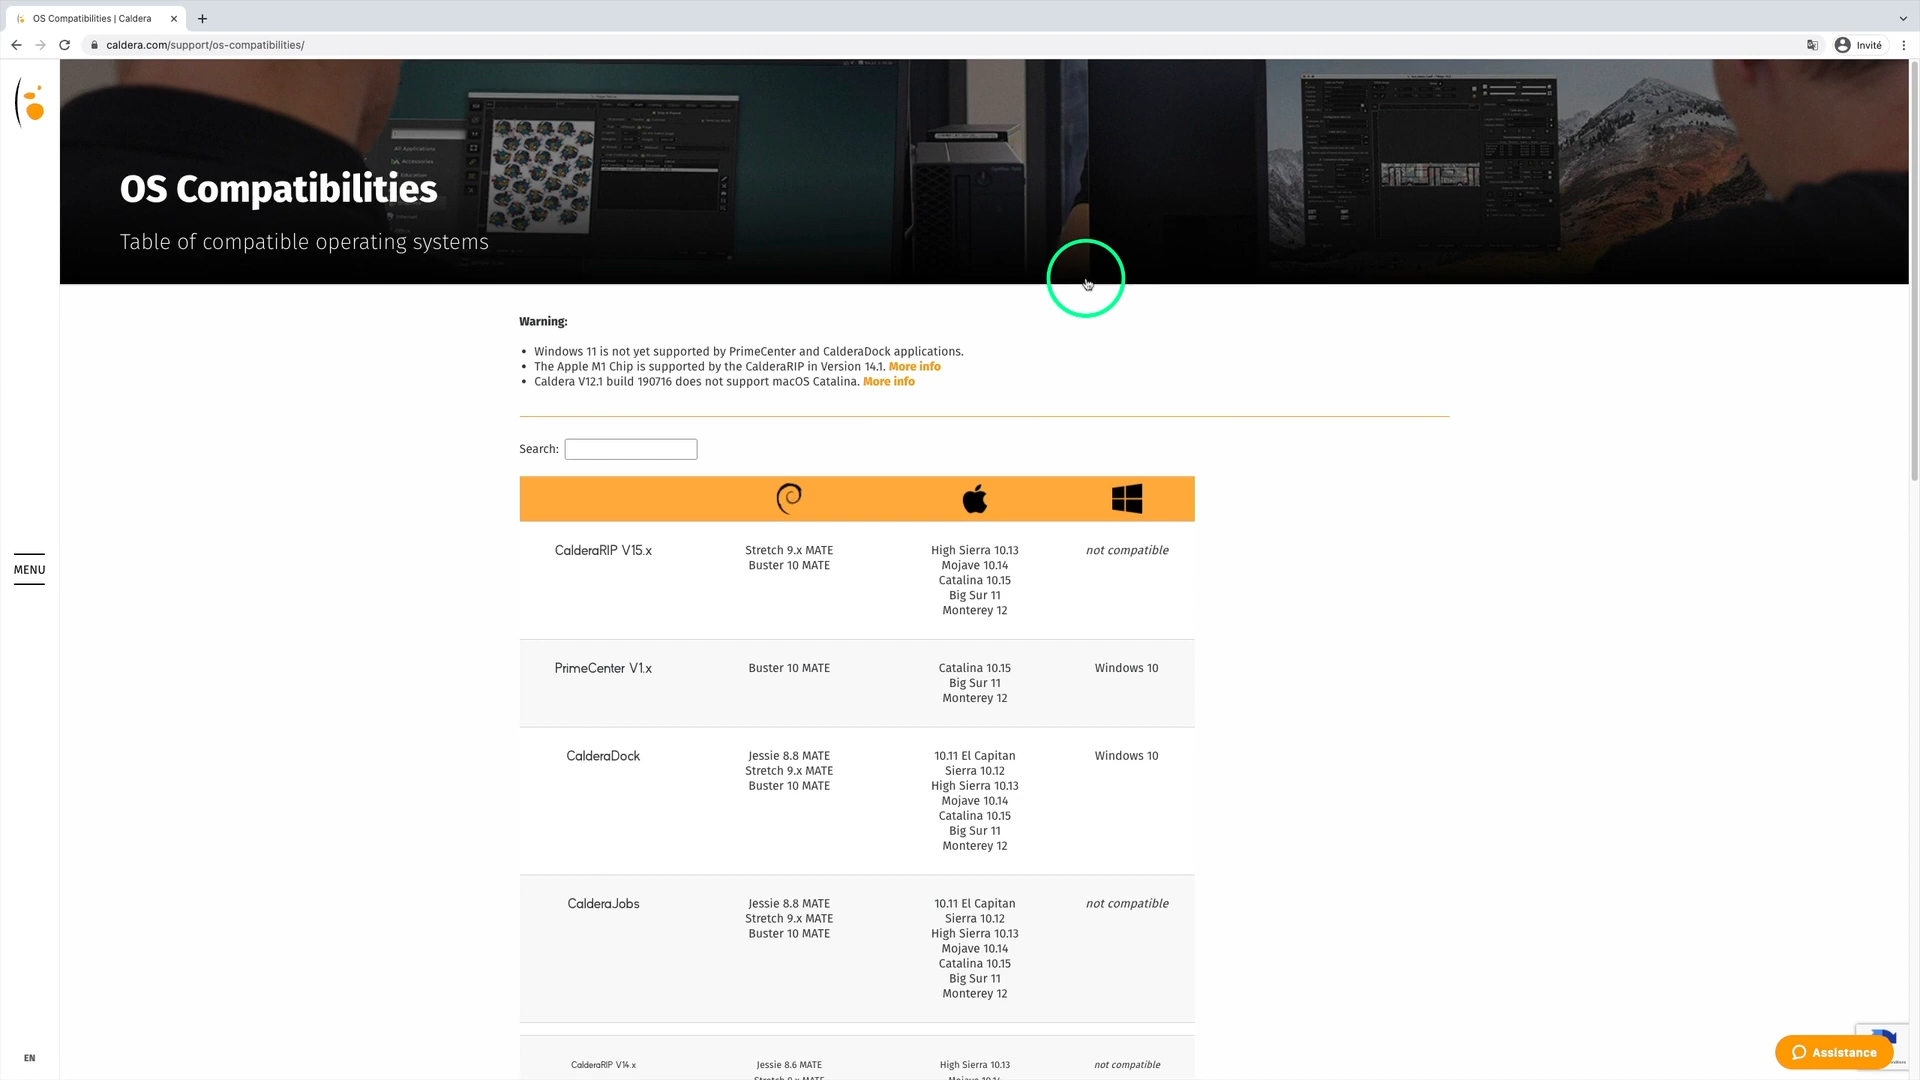 OS Compatibilities | Caldera
caldera.com/support/os-compatibilities/
Invité
OS Compatibilities
Table of compatible operating systems
Warning:
• Windows 11 is not yet supported by PrimeCenter and CalderaDock applications.
• The Apple M1 Chip is supported by the CalderaRIP in Version 14.1. More info
• Caldera V12.1 build 190716 does not support macOS Catalina. More info
Search:
CalderaRIP V15.x
Stretch 9.x MATE
Buster 10 MATE
High Sierra 10.13
Mojave 10.14
Catalina 10.15
Big Sur 11
Monterey 12
not compatible
MENU
PrimeCenter V1.x
Buster 10 MATE
Catalina 10.15
Big Sur 11
Monterey 12
Windows 10
CalderaDock
Jessie 8.8 MATE
Stretch 9.x MATE
Buster 10 MATE
10.11 El Capitan
Sierra 10.12
High Sierra 10.13
Mojave 10.14
Catalina 10.15
Big Sur 11
Monterey 12
Windows 10
CalderaJobs
Jessie 8.8 MATE
Stretch 9.x MATE
Buster 10 MATE
10.11 El Capitan
Sierra 10.12
High Sierra 10.13
Mojave 10.14
Catalina 10.15
Big Sur 11
Monterey 12
not compatible
CalderaRIP V14.x
Jessie 8.6 MATE
High Sierra 10.13
not compatible
EN
Assistance